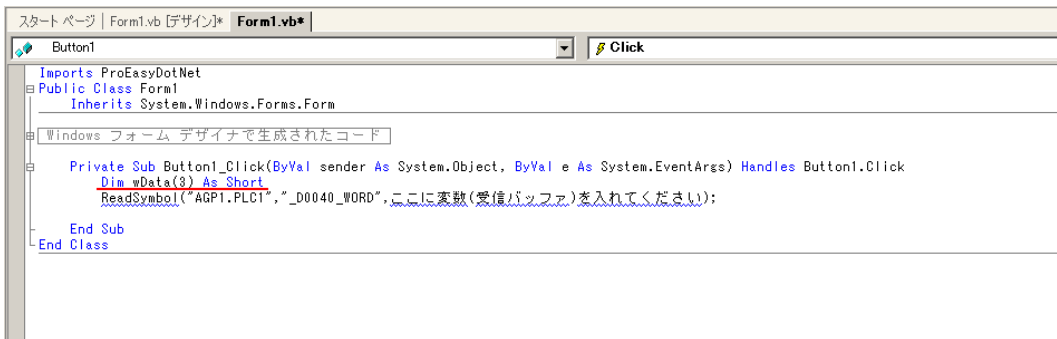 スタート ページ | Form1.vb [デザイン]* Form1.vb*
Button1 Click
Imports ProEasyDotNet
Public Class Form1
Inherits System.Windows.Forms.Form
Windows フォーム デザイナで生成されたコード
Private Sub Button1_Click(ByVal sender As System.Object, ByVal e As System.EventArgs) Handles Button1.Click
Dim wData(3) As Short
ReadSymbol("AGP1.PLC1","_D0040_WORD",ここに変数(受信バッファ)を入れてください);
End Sub
End Class